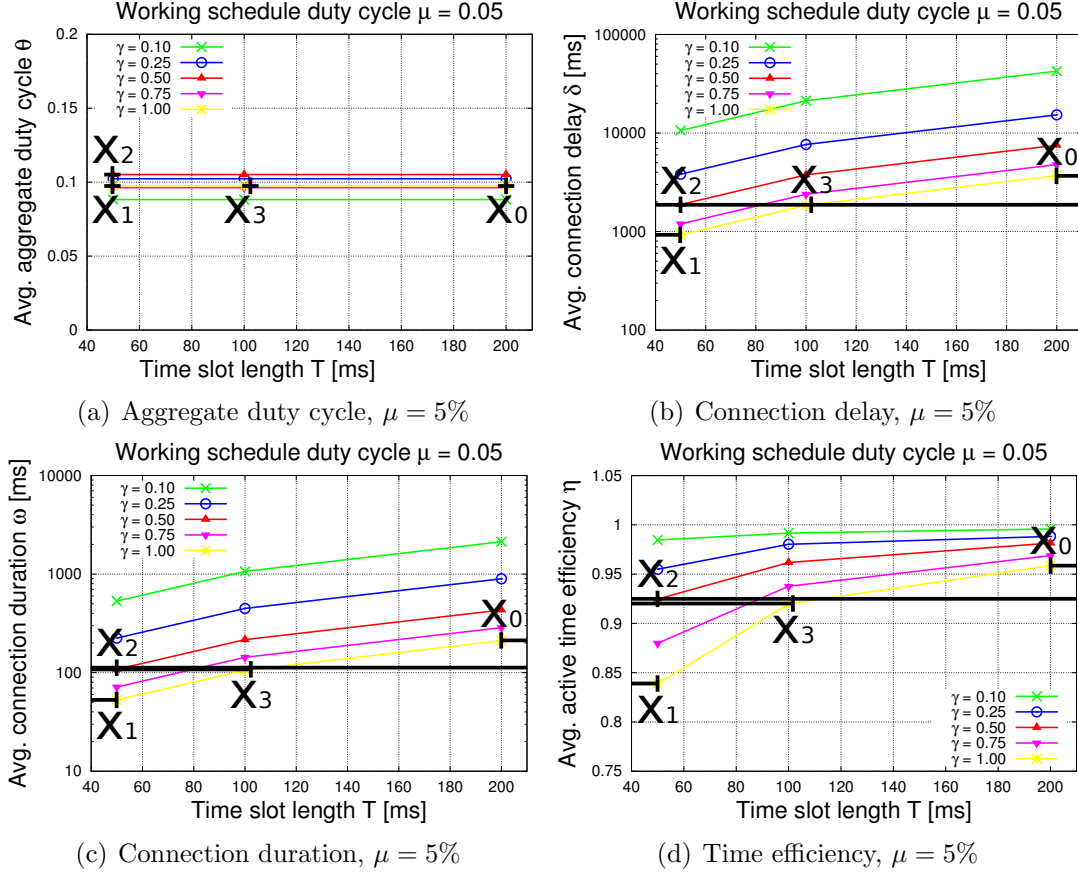 Working schedule duty cycle μ = 0.05
Avg. aggregate duty cycle θ
0.2
0.15
0.1
0.05
0
γ = 0.10
γ = 0.25
γ = 0.50
γ = 0.75
γ = 1.00
X2
X1
X3
X0
40 60 80 100 120 140 160 180 200
Time slot length T [ms]
(a) Aggregate duty cycle, μ = 5%
Working schedule duty cycle μ = 0.05
Avg. connection delay δ [ms]
100000
10000
1000
100
γ = 0.10
γ = 0.25
γ = 0.50
γ = 0.75
γ = 1.00
X2
X3
X0
X1
40 60 80 100 120 140 160 180 200
Time slot length T [ms]
(b) Connection delay, μ = 5%
Working schedule duty cycle μ = 0.05
Avg. connection duration ω [ms]
10000
1000
100
10
γ = 0.10
γ = 0.25
γ = 0.50
γ = 0.75
γ = 1.00
X2
X0
X3
X1
40 60 80 100 120 140 160 180 200
Time slot length T [ms]
(c) Connection duration, μ = 5%
Working schedule duty cycle μ = 0.05
Avg. active time efficiency η
1.05
1
0.95
0.9
0.85
0.8
0.75
X0
X2
X3
X1
γ = 0.10
γ = 0.25
γ = 0.50
γ = 0.75
γ = 1.00
40 60 80 100 120 140 160 180 200
Time slot length T [ms]
(d) Time efficiency, μ = 5%